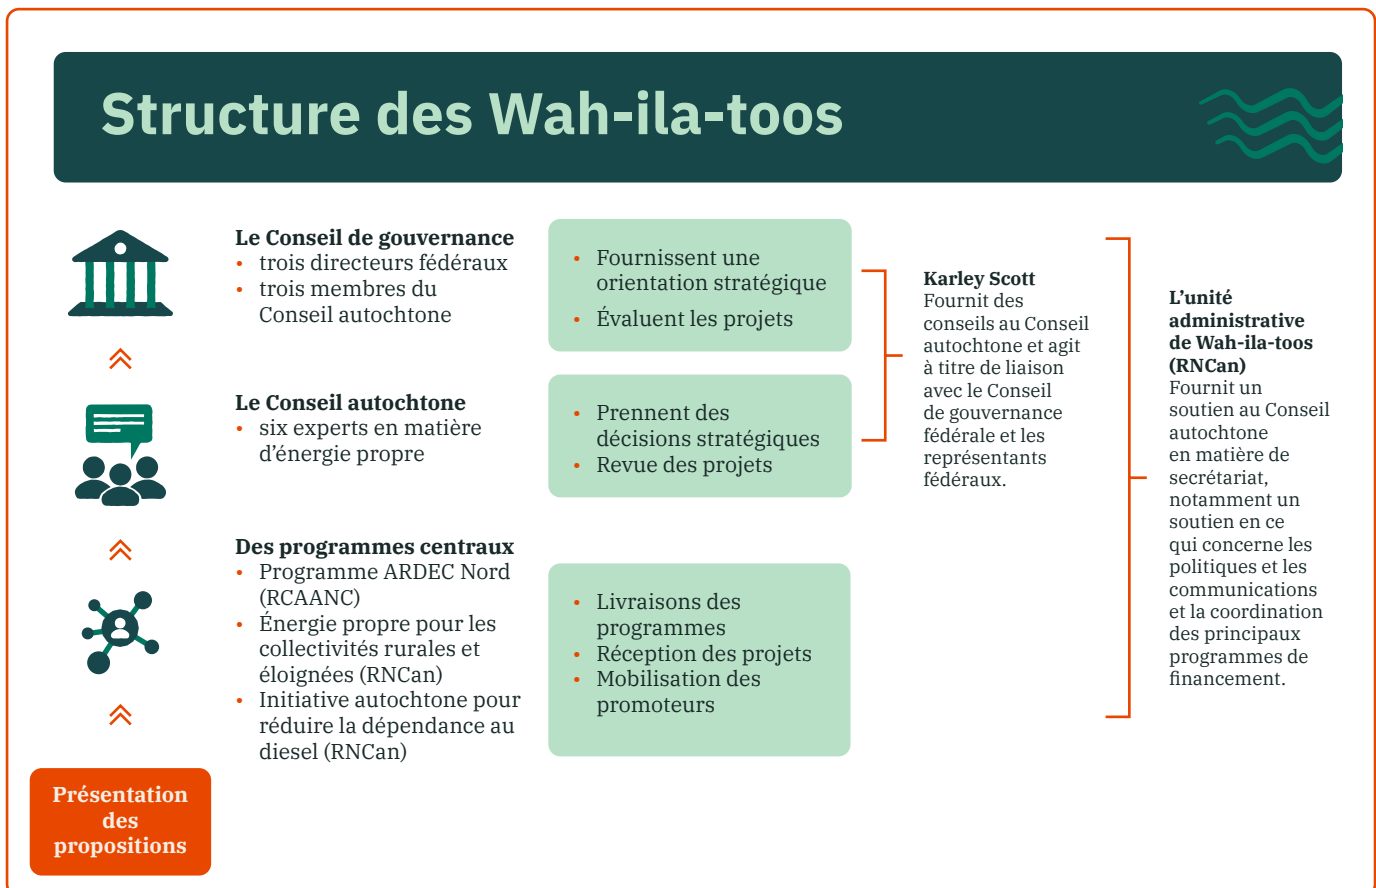 Structure des Wah-ila-toos
Le Conseil de gouvernance
• trois directeurs fédéraux
• trois membres du
Conseil autochtone
• Fournissent une
orientation stratégique
• Évaluent les projets
Le Conseil autochtone
• six experts en matière
d’énergie propre
• Prennent des
décisions stratégiques
• Revue des projets
Des programmes centraux
• Programme ARDEC Nord
(RCAANC)
• Énergie propre pour les
collectivités rurales et
éloignées (RNCan)
• Initiative autochtone pour
réduire la dépendance au
diesel (RNCan)
• Livraisons des
programmes
• Réception des projets
• Mobilisation des
promoteurs
Karley Scott
Fournit des
conseils au Conseil
autochtone et agit
à titre de liaison
avec le Conseil
de gouvernance
fédérale et les
représentants
fédéraux.
L’unité
administrative
de Wah-ila-toos
(RNCan)
Fournit un
soutien au Conseil
autochtone
en matière de
secrétariat,
notamment un
soutien en ce
qui concerne les
politiques et les
communications
et la coordination
des principaux
programmes de
financement.
Présentation
des
propositions